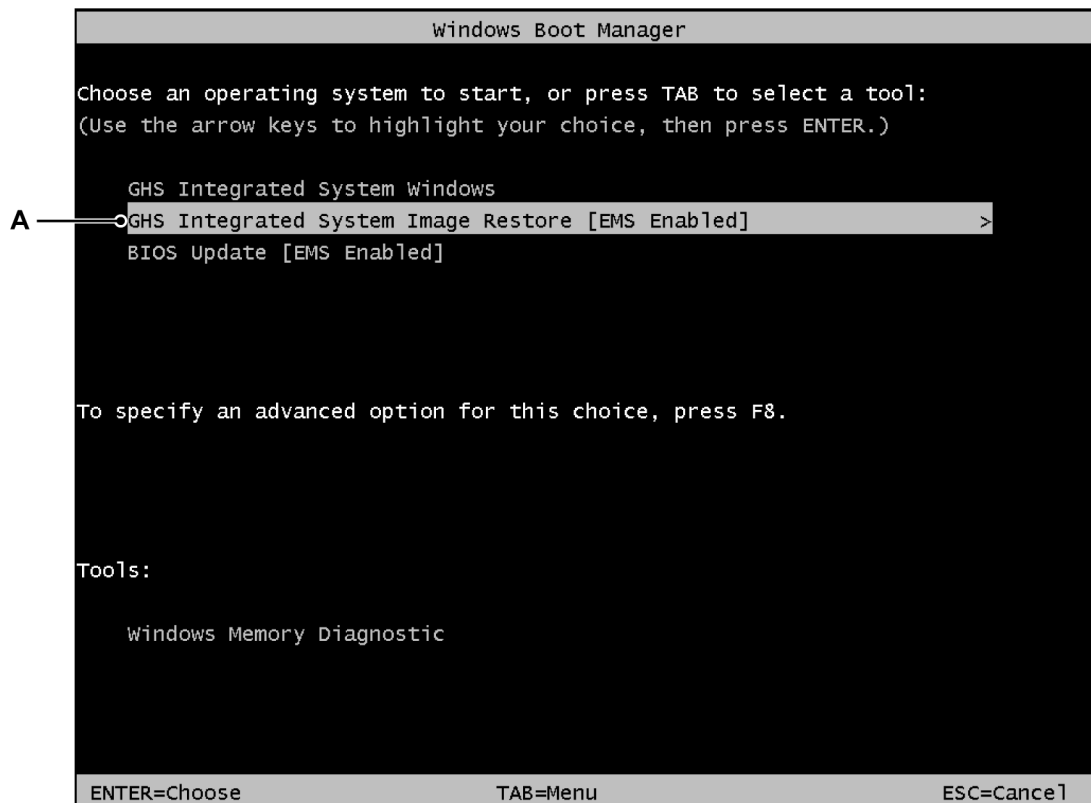 Windows Boot Manager
Choose an operating system to start, or press TAB to select a tool:
(Use the arrow keys to highlight your choice, then press ENTER.)
GHS Integrated System Windows
A GHS Integrated System Image Restore [EMS Enabled] >
BIOS Update [EMS Enabled]
To specify an advanced option for this choice, press F8.
Tools:
Windows Memory Diagnostic
ENTER=Choose TAB=Menu ESC=Cancel